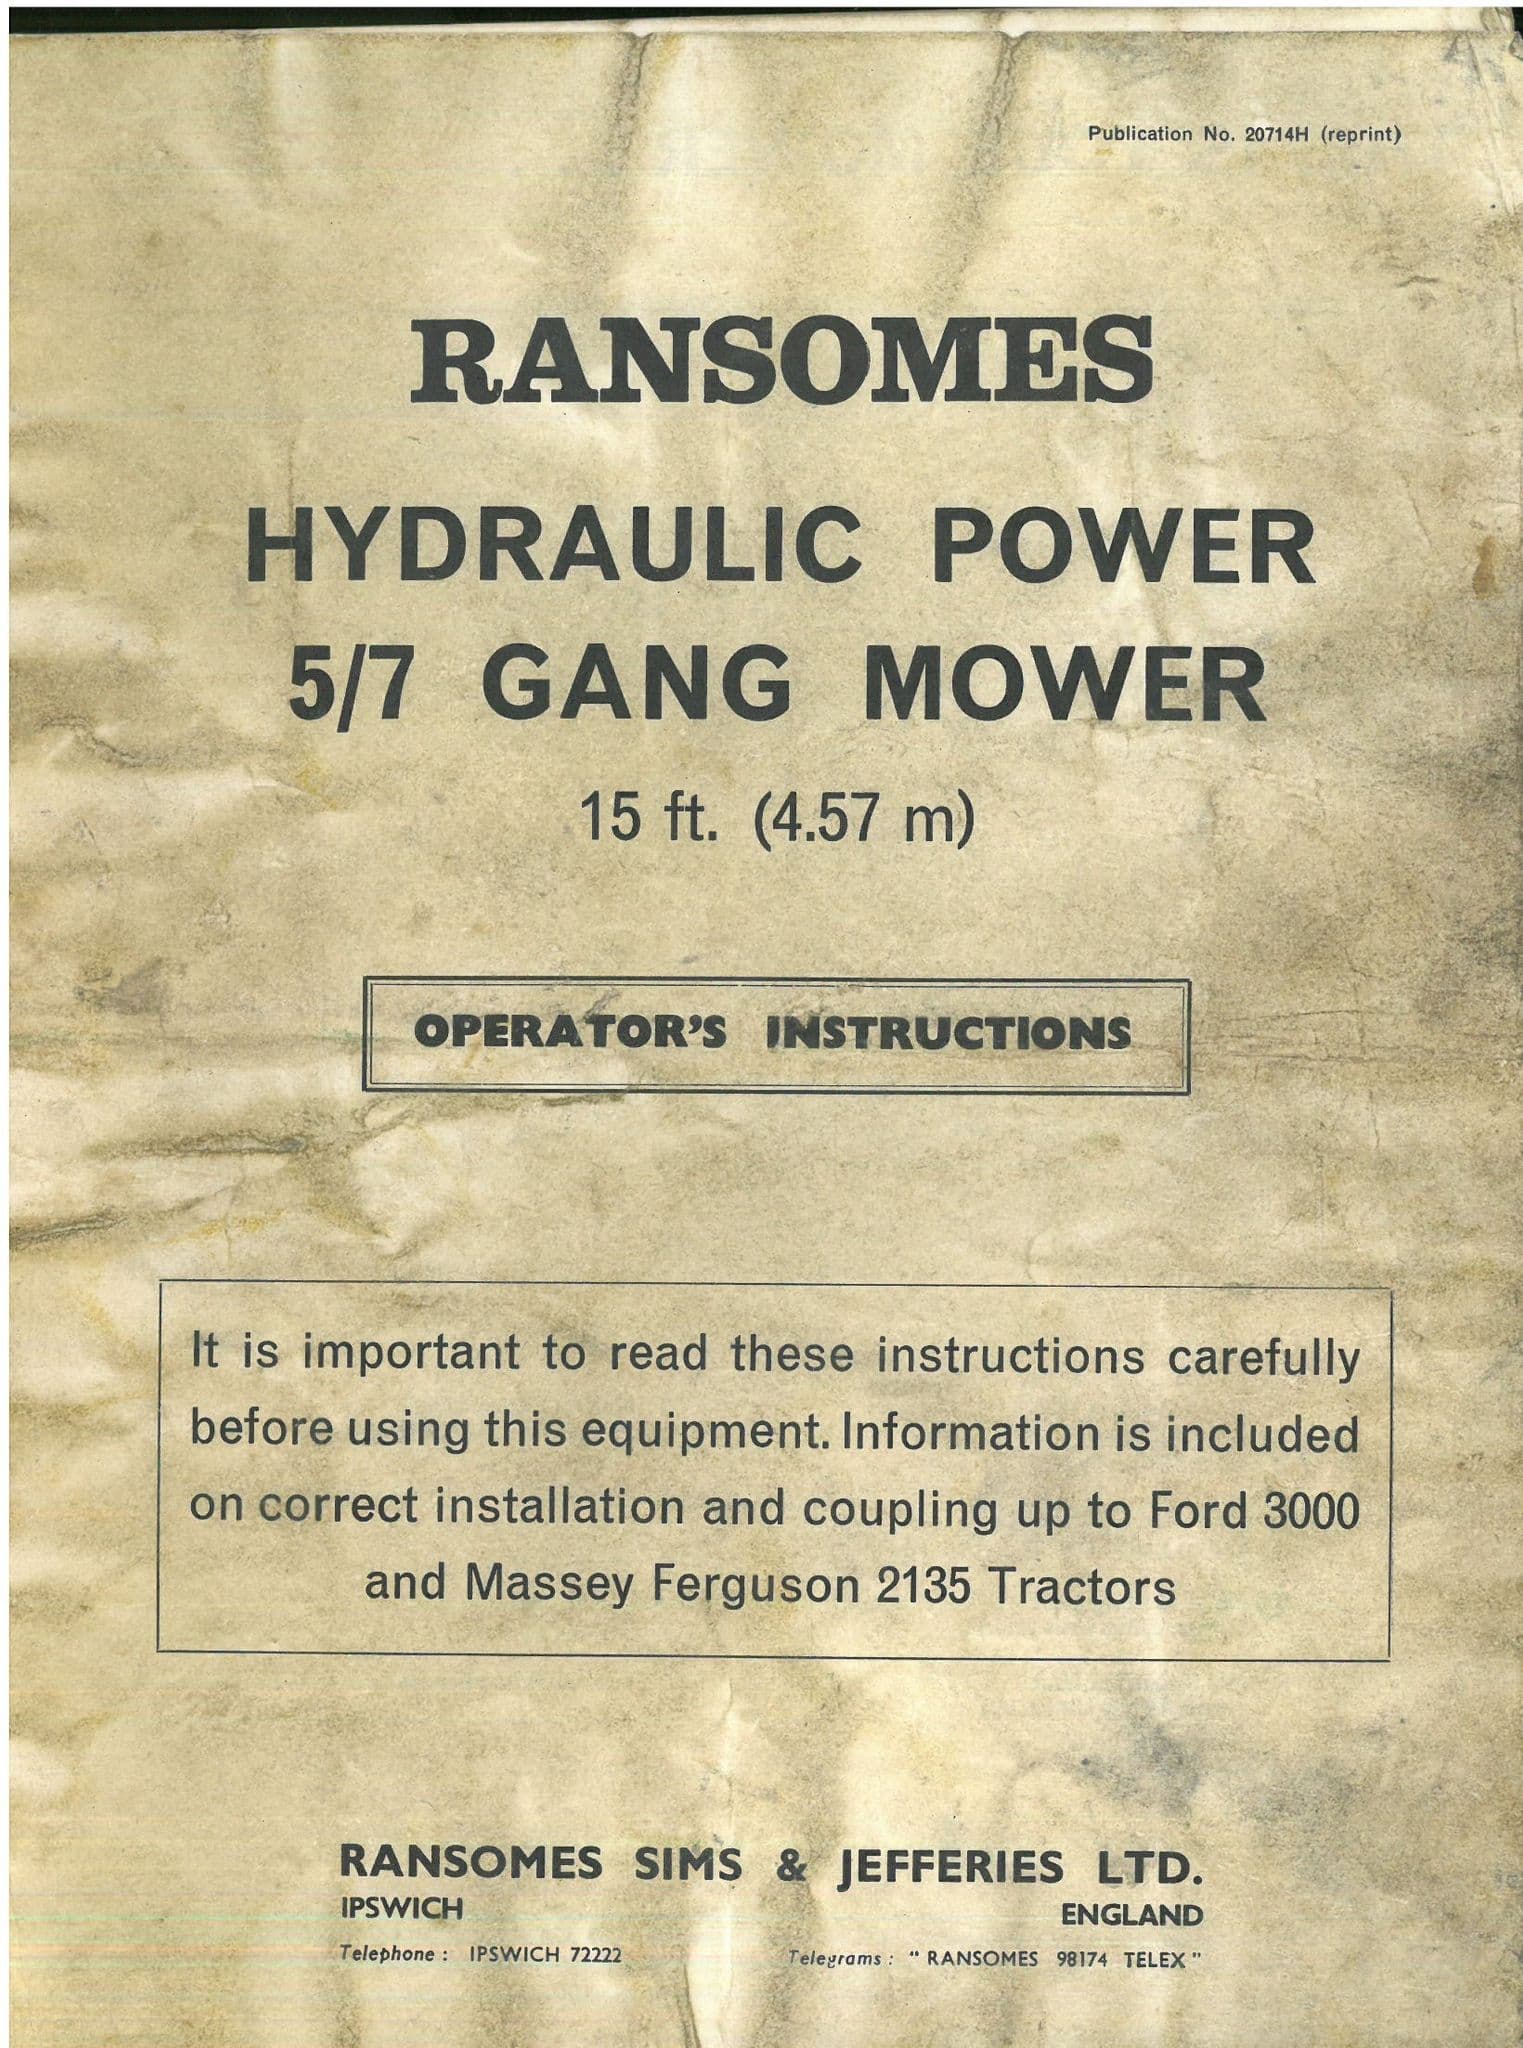 Publication No. 20714H (reprint)
RANSOMES
HYDRAULIC POWER
5/7 GANG MOWER
15 ft. (4.57 m)
OPERATOR'S INSTRUCTIONS
It is important to read these instructions carefully
before using this equipment. Information is included
on correct installation and coupling up to Ford 3000
and Massey Ferguson 2135 Tractors
RANSOMES SIMS & JEFFERIES LTD.
IPSWICH ENGLAND
Telephone : IPSWICH 72222 Telegrams : " RANSOMES 98174 TELEX "